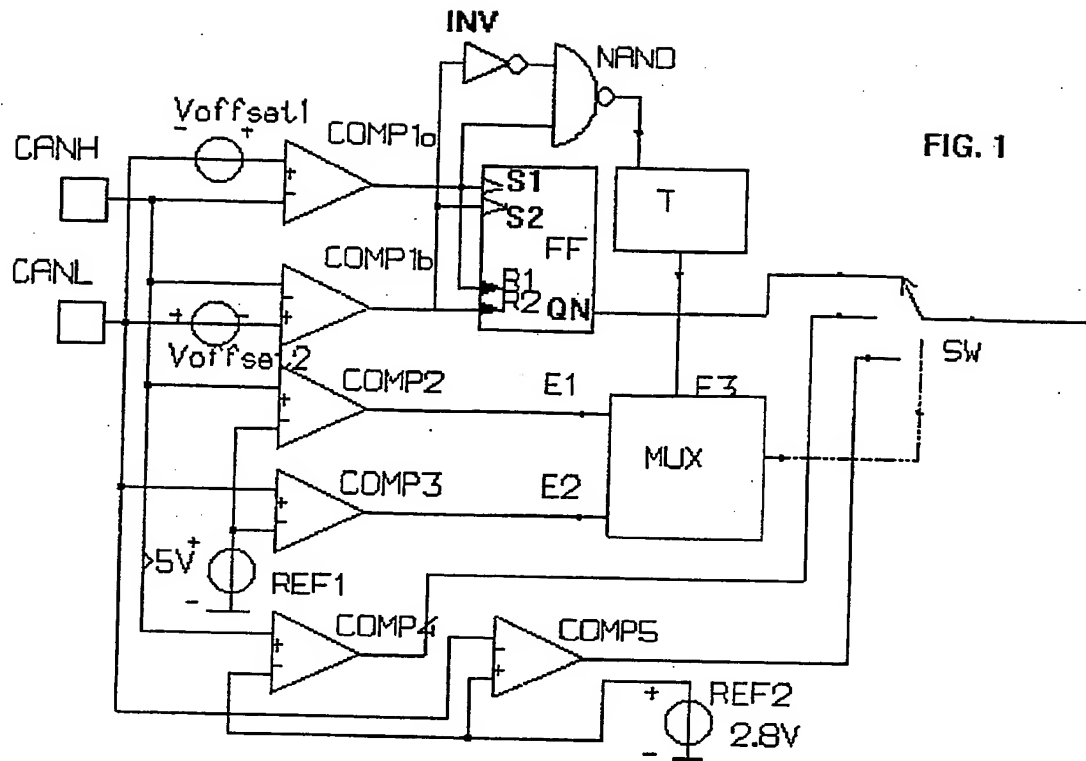 INV
NAND
Voffset1
- +
CANH
COMP1a
FIG. 1
+
-
S1
S2
T
FF
CANL
COMP1b
-
+
R1
R2
QN
+ -
Voffset2
SW
COMP2
E1
E3
+
-
MUX
COMP3
E2
+
-
>5V
+
-
REF1
COMP4
COMP5
+
-
-
+
+
REF2
2.8V
-